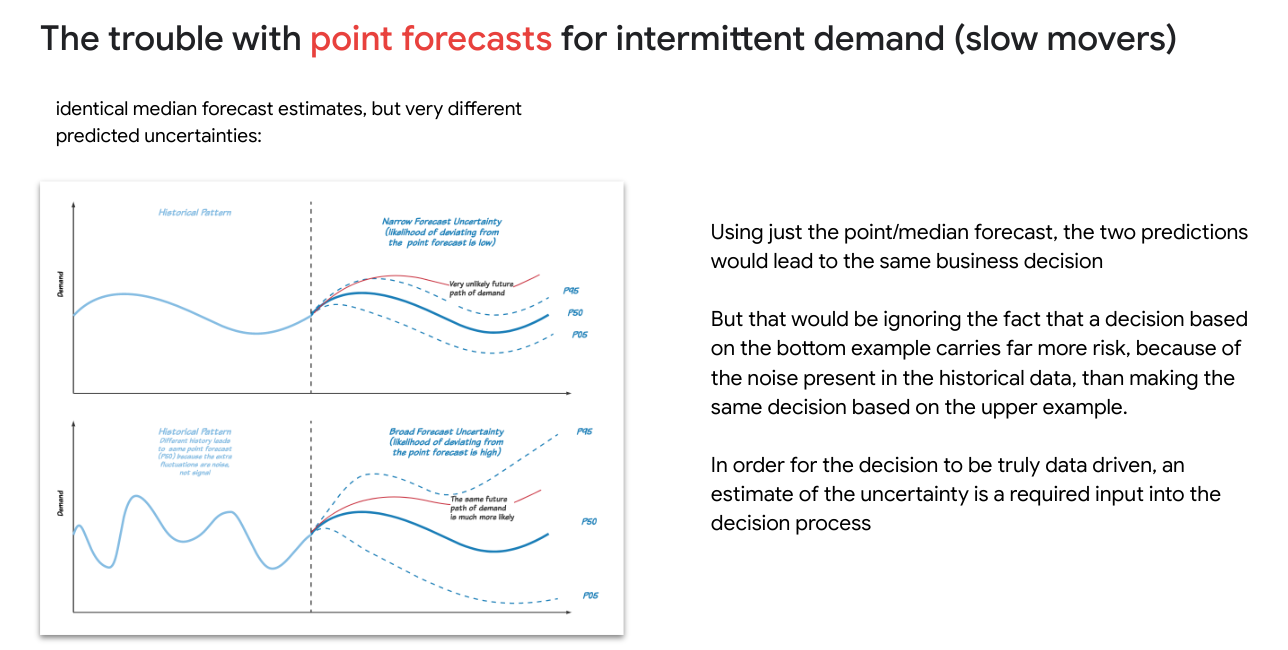 The trouble with point forecasts for intermittent demand (slow movers)
identical median forecast estimates, but very different
predicted uncertainties:
Historical Pattern
Narrow Forecast Uncertainty
(likelihood of deviating from
the point forecast is low)
Demand
Very unlikely future
path of demand
P95
P50
P05
Historical Pattern
Different history leads
to same point forecast
(P50) because the extra
fluctuations are noise,
not signal
Broad Forecast Uncertainty
(likelihood of deviating from
the point forecast is high)
Demand
The same future
path of demand
is much more likely
P95
P50
P05
Using just the point/median forecast, the two predictions
would lead to the same business decision
But that would be ignoring the fact that a decision based
on the bottom example carries far more risk, because of
the noise present in the historical data, than making the
same decision based on the upper example.
In order for the decision to be truly data driven, an
estimate of the uncertainty is a required input into the
decision process